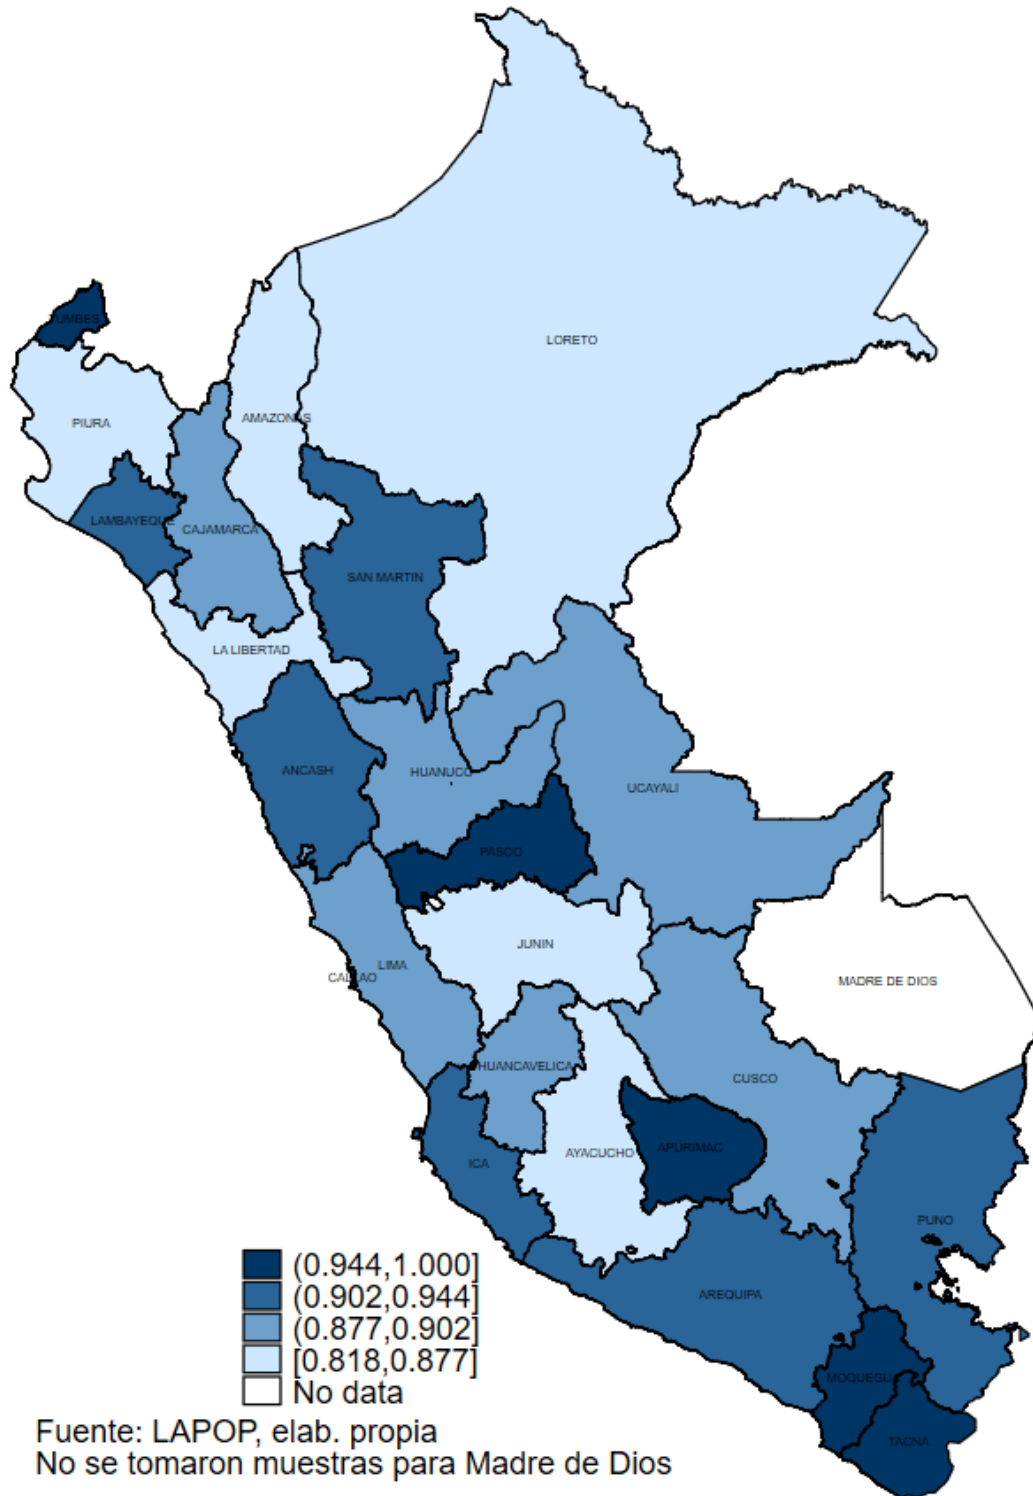 LORETO
TUMBES
AMAZONAS
PIURA
LAMBAYEQUE
CAJAMARCA
SAN MARTIN
LA LIBERTAD
ANCASH
HUANUCO
UCAYALI
PASCO
JUNIN
LIMA
CALLAO
MADRE DE DIOS
HUANCAVELICA
CUSCO
AYACUCHO
APURIMAC
ICA
PUNO
AREQUIPA
MOQUEGUA
TACNA
(0.944,1.000]
(0.902,0.944]
(0.877,0.902]
[0.818,0.877]
No data
Fuente: LAPOP, elab. propia
No se tomaron muestras para Madre de Dios